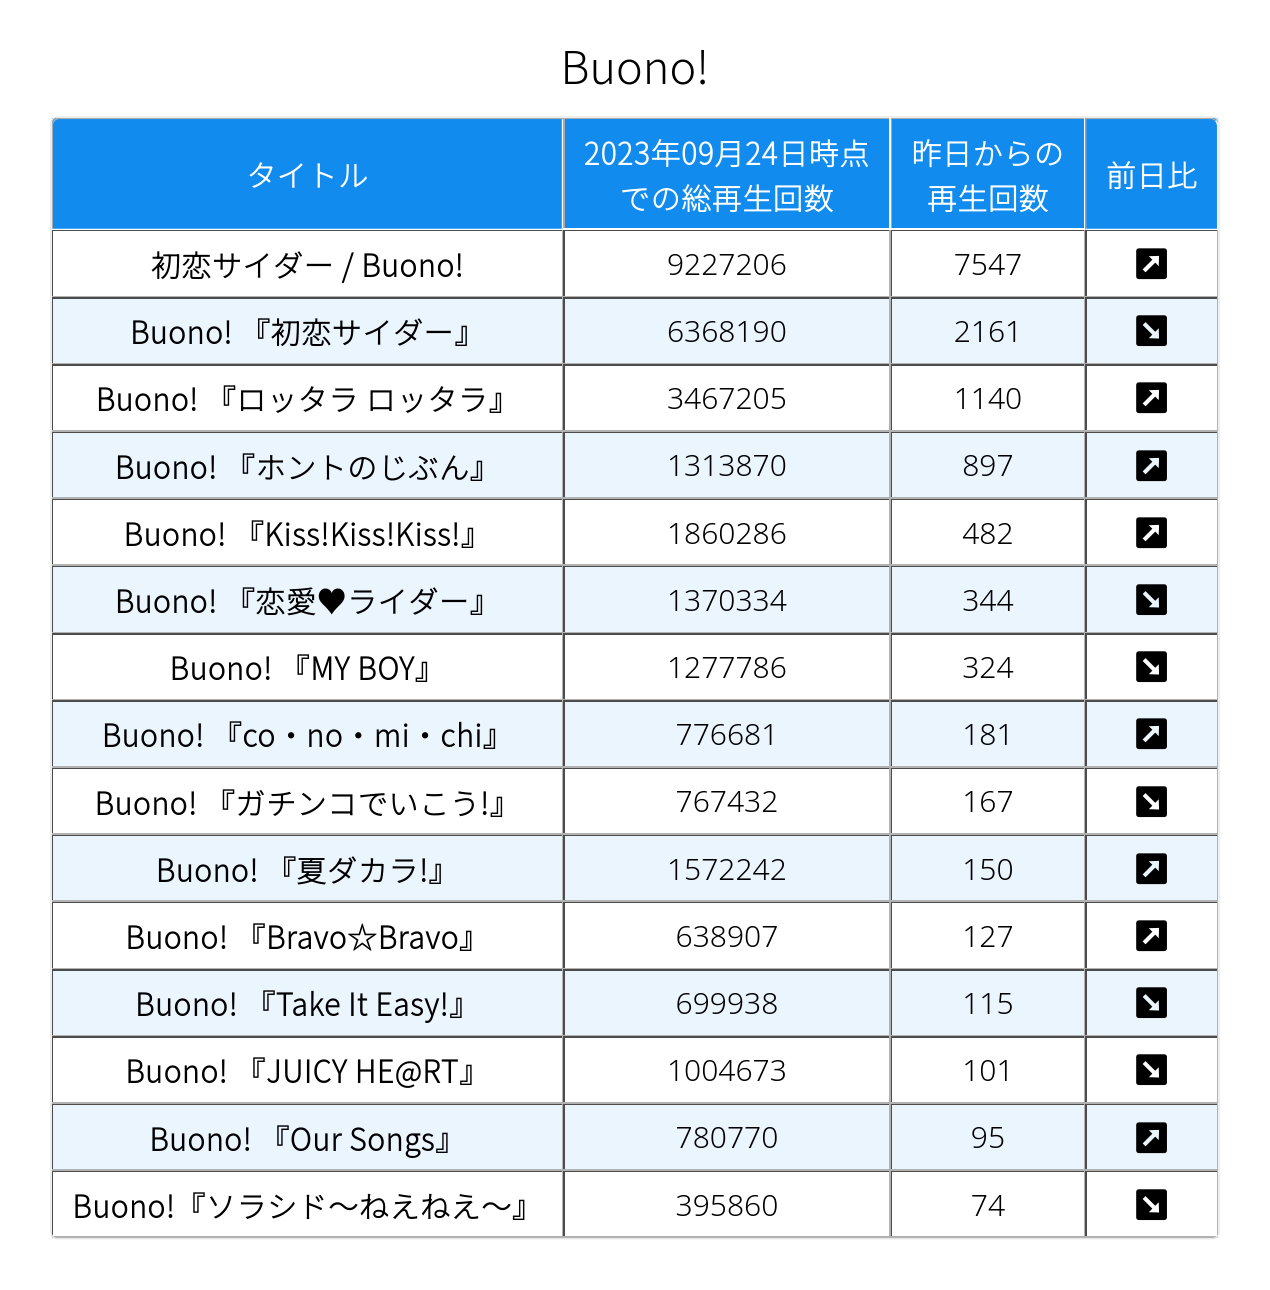 Buono!
タイトル
2023年09月24日時点
での総再生回数
昨日からの
再生回数
前日比
初恋サイダー / Buono! 9227206 7547 ↗
Buono! 『初恋サイダー』 6368190 2161 ↘
Buono! 『ロッタラ ロッタラ』 3467205 1140 ↗
Buono! 『ホントのじぶん』 1313870 897 ↗
Buono! 『Kiss!Kiss!Kiss!』 1860286 482 ↗
Buono! 『恋愛♥ライダー』 1370334 344 ↘
Buono! 『MY BOY』 1277786 324 ↘
Buono! 『co・no・mi・chi』 776681 181 ↗
Buono! 『ガチンコでいこう!』 767432 167 ↘
Buono! 『夏ダカラ!』 1572242 150 ↗
Buono! 『Bravo☆Bravo』 638907 127 ↗
Buono! 『Take It Easy!』 699938 115 ↘
Buono! 『JUICY HE@RT』 1004673 101 ↘
Buono! 『Our Songs』 780770 95 ↗
Buono!『ソラシド〜ねえねえ〜』 395860 74 ↘